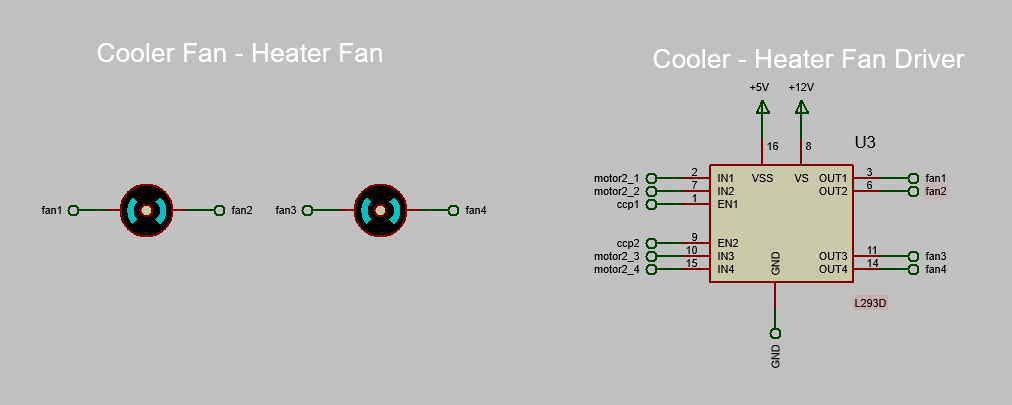 Cooler Fan - Heater Fan
Cooler - Heater Fan Driver
+5V +12V
16 8 U3
motor2_1 2 IN1 VSS VS OUT1 3 fan1
motor2_2 7 IN2 OUT2 6 fan2
ccp1 1 EN1
fan1 fan2 fan3 fan4
ccp2 9 EN2
motor2_3 10 IN3 OUT3 11 fan3
motor2_4 15 IN4 OUT4 14 fan4
GND
L293D
GND